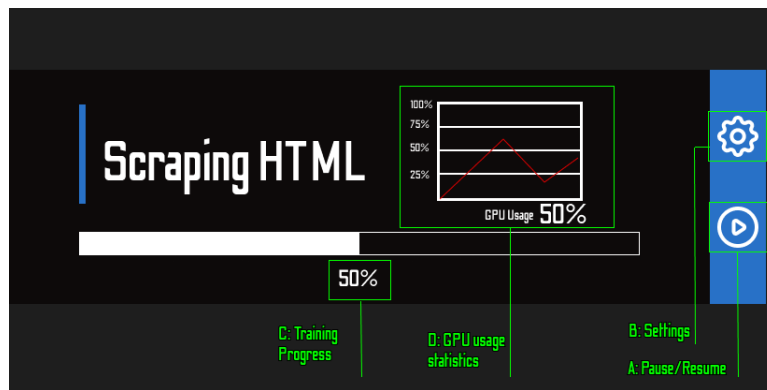 100%
75%
50%
25%
Scraping HTML
GPU Usage 50%
50%
C: Training
Progress
D: GPU usage
statistics
B: Settings
A: Pause/Resume